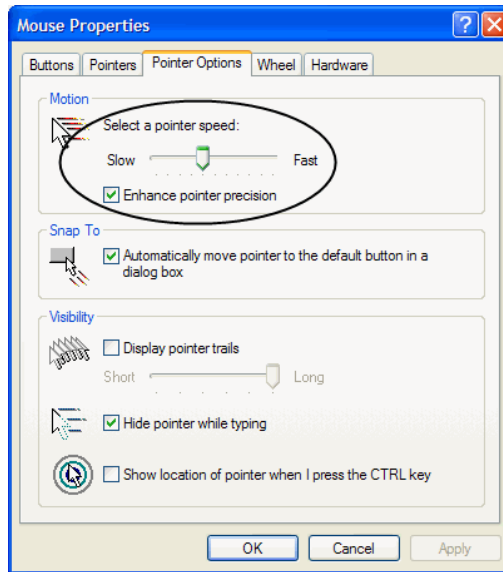 Mouse Properties
Buttons Pointers Pointer Options Wheel Hardware
Motion
Select a pointer speed:
Slow Fast
Enhance pointer precision
Snap To
Automatically move pointer to the default button in a
dialog box
Visibility
Display pointer trails
Short Long
Hide pointer while typing
Show location of pointer when I press the CTRL key
OK Cancel Apply